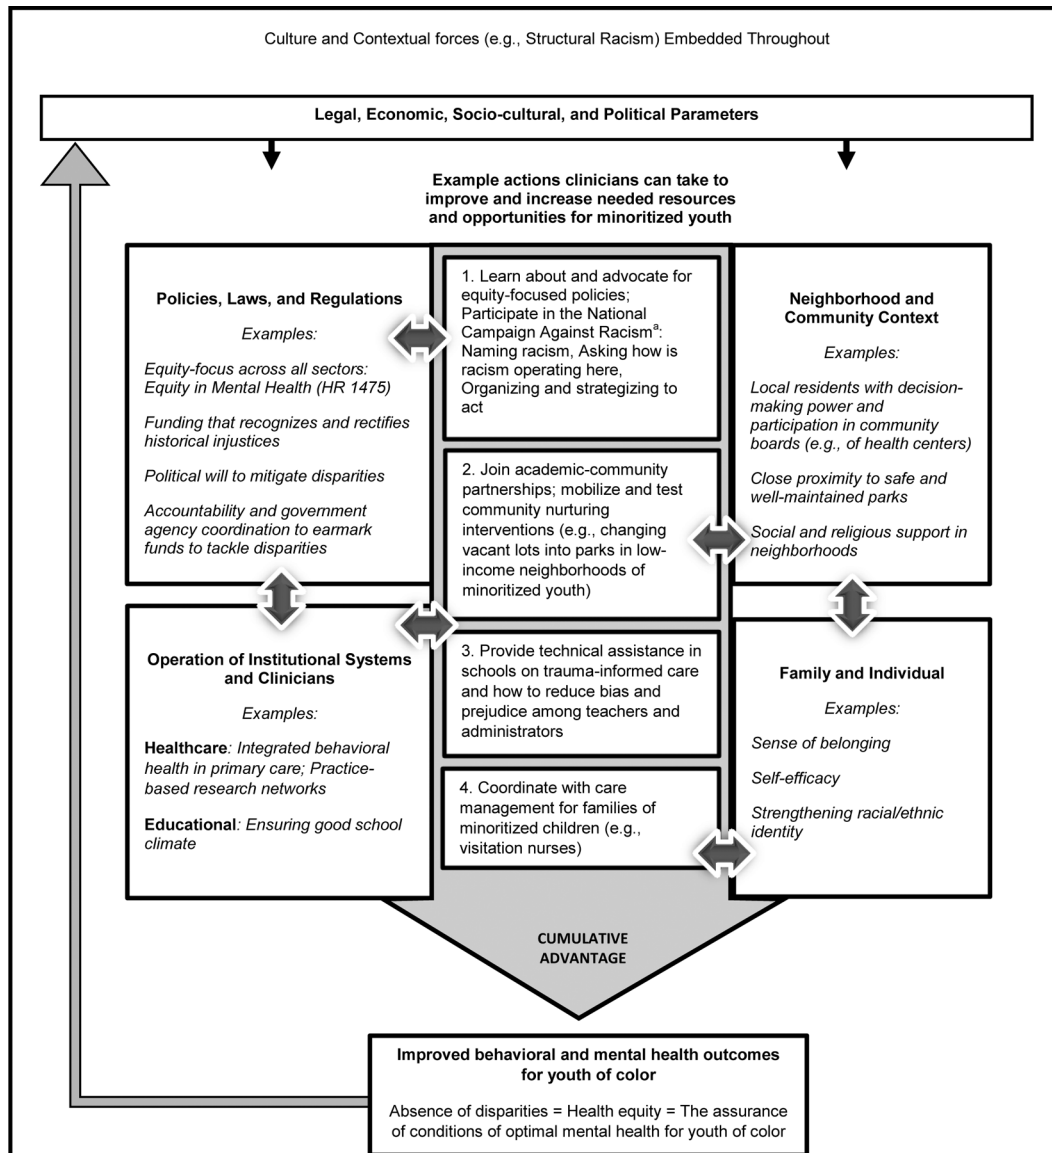 Culture and Contextual forces (e.g., Structural Racism) Embedded Throughout
Legal, Economic, Socio-cultural, and Political Parameters
Example actions clinicians can take to
improve and increase needed resources
and opportunities for minoritized youth
Policies, Laws, and Regulations
Examples:
Equity-focus across all sectors:
Equity in Mental Health (HR 1475)
Funding that recognizes and rectifies
historical injustices
Political will to mitigate disparities
Accountability and government
agency coordination to earmark
funds to tackle disparities
1. Learn about and advocate for
equity-focused policies;
Participate in the National
Campaign Against Racismᵃ:
Naming racism, Asking how is
racism operating here,
Organizing and strategizing to
act
Neighborhood and
Community Context
Examples:
Local residents with decision-
making power and
participation in community
boards (e.g., of health centers)
Close proximity to safe and
well-maintained parks
Social and religious support in
neighborhoods
2. Join academic-community
partnerships; mobilize and test
community nurturing
interventions (e.g., changing
vacant lots into parks in low-
income neighborhoods of
minoritized youth)
Operation of Institutional Systems
and Clinicians
Examples:
Healthcare: Integrated behavioral
health in primary care; Practice-
based research networks
Educational: Ensuring good school
climate
3. Provide technical assistance in
schools on trauma-informed care
and how to reduce bias and
prejudice among teachers and
administrators
4. Coordinate with care
management for families of
minoritized children (e.g.,
visitation nurses)
Family and Individual
Examples:
Sense of belonging
Self-efficacy
Strengthening racial/ethnic
identity
CUMULATIVE
ADVANTAGE
Improved behavioral and mental health outcomes
for youth of color
Absence of disparities = Health equity = The assurance
of conditions of optimal mental health for youth of color